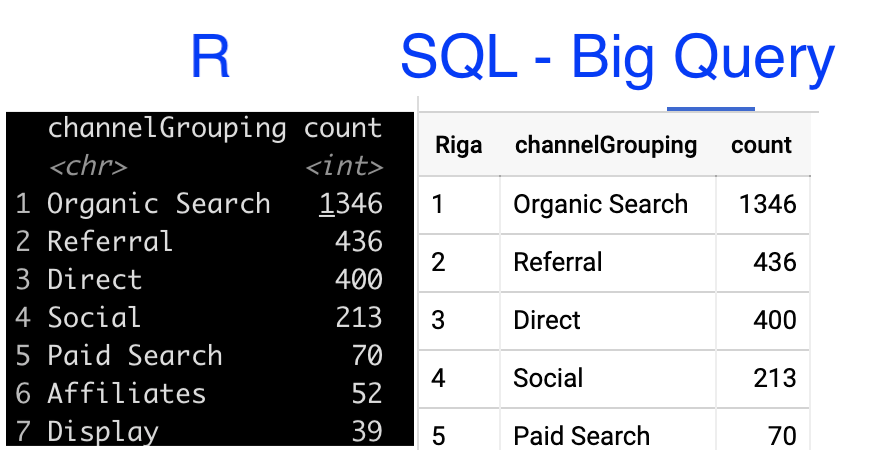 R
SQL - Big Query
channelGrouping count
<chr> <int>
1 Organic Search 1346
2 Referral 436
3 Direct 400
4 Social 213
5 Paid Search 70
6 Affiliates 52
7 Display 39
Riga channelGrouping count
1 Organic Search 1346
2 Referral 436
3 Direct 400
4 Social 213
5 Paid Search 70